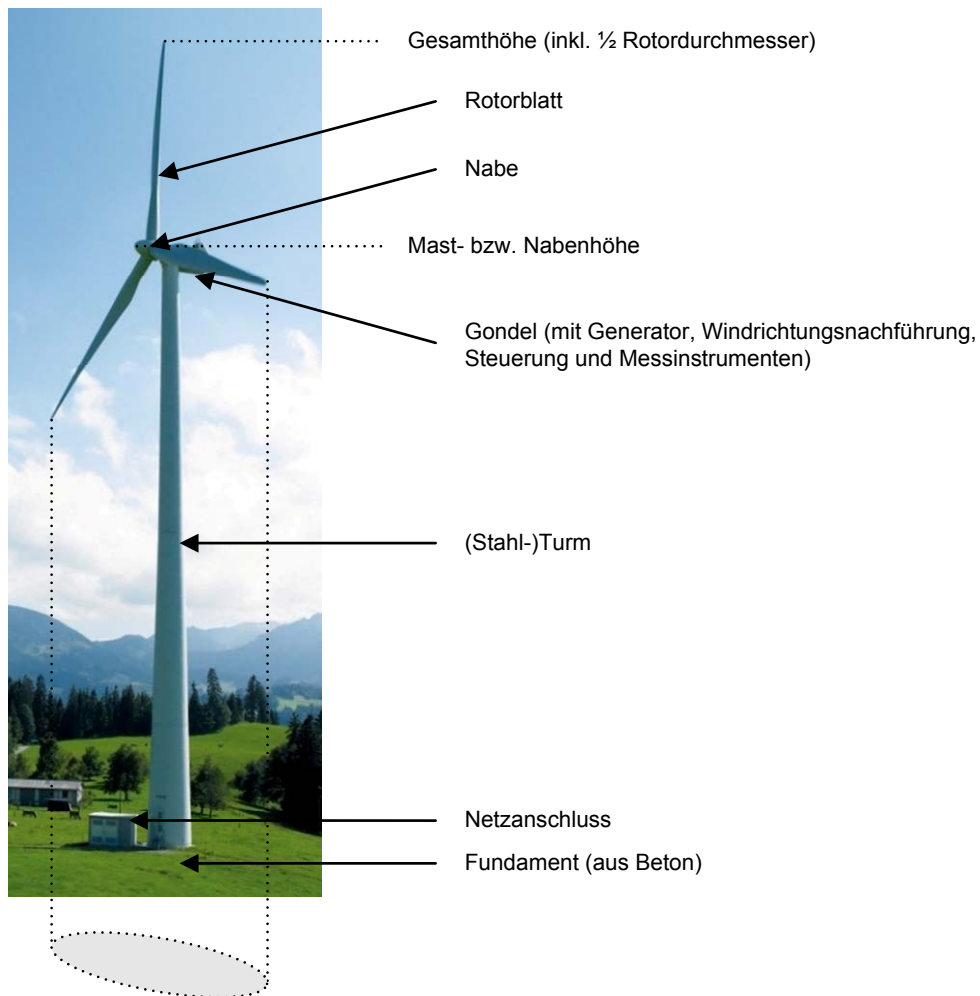 Gesamthöhe (inkl. ½ Rotordurchmesser)
Rotorblatt
Nabe
Mast- bzw. Nabenhöhe
Gondel (mit Generator, Windrichtungsnachführung,
Steuerung und Messinstrumenten)
(Stahl-)Turm
Netzanschluss
Fundament (aus Beton)